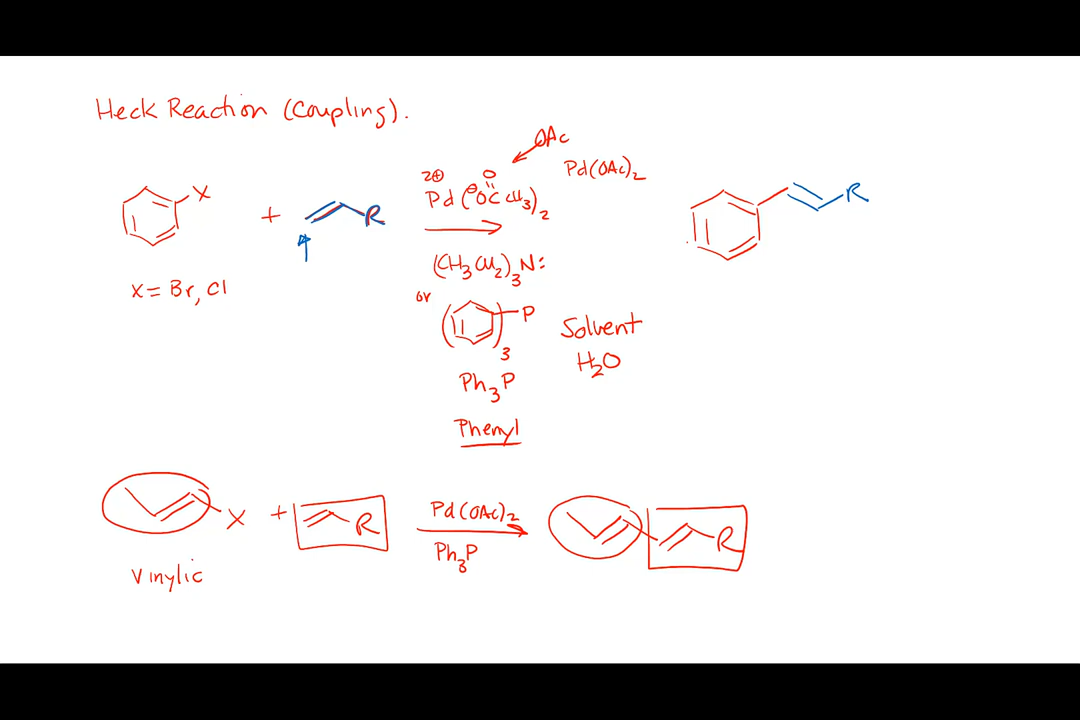 Heck Reaction (Coupling).
OAc
2⊕ O Pd(OAc)₂
X
Pd(⊖OCCH₃)₂
+ R R
(CH₃CH₂)₃N:
X = Br, Cl
or
( )₃ P
Solvent
H₂O
Ph₃P
Phenyl
X + R Pd(OAc)₂ R
Ph₃P
Vinylic